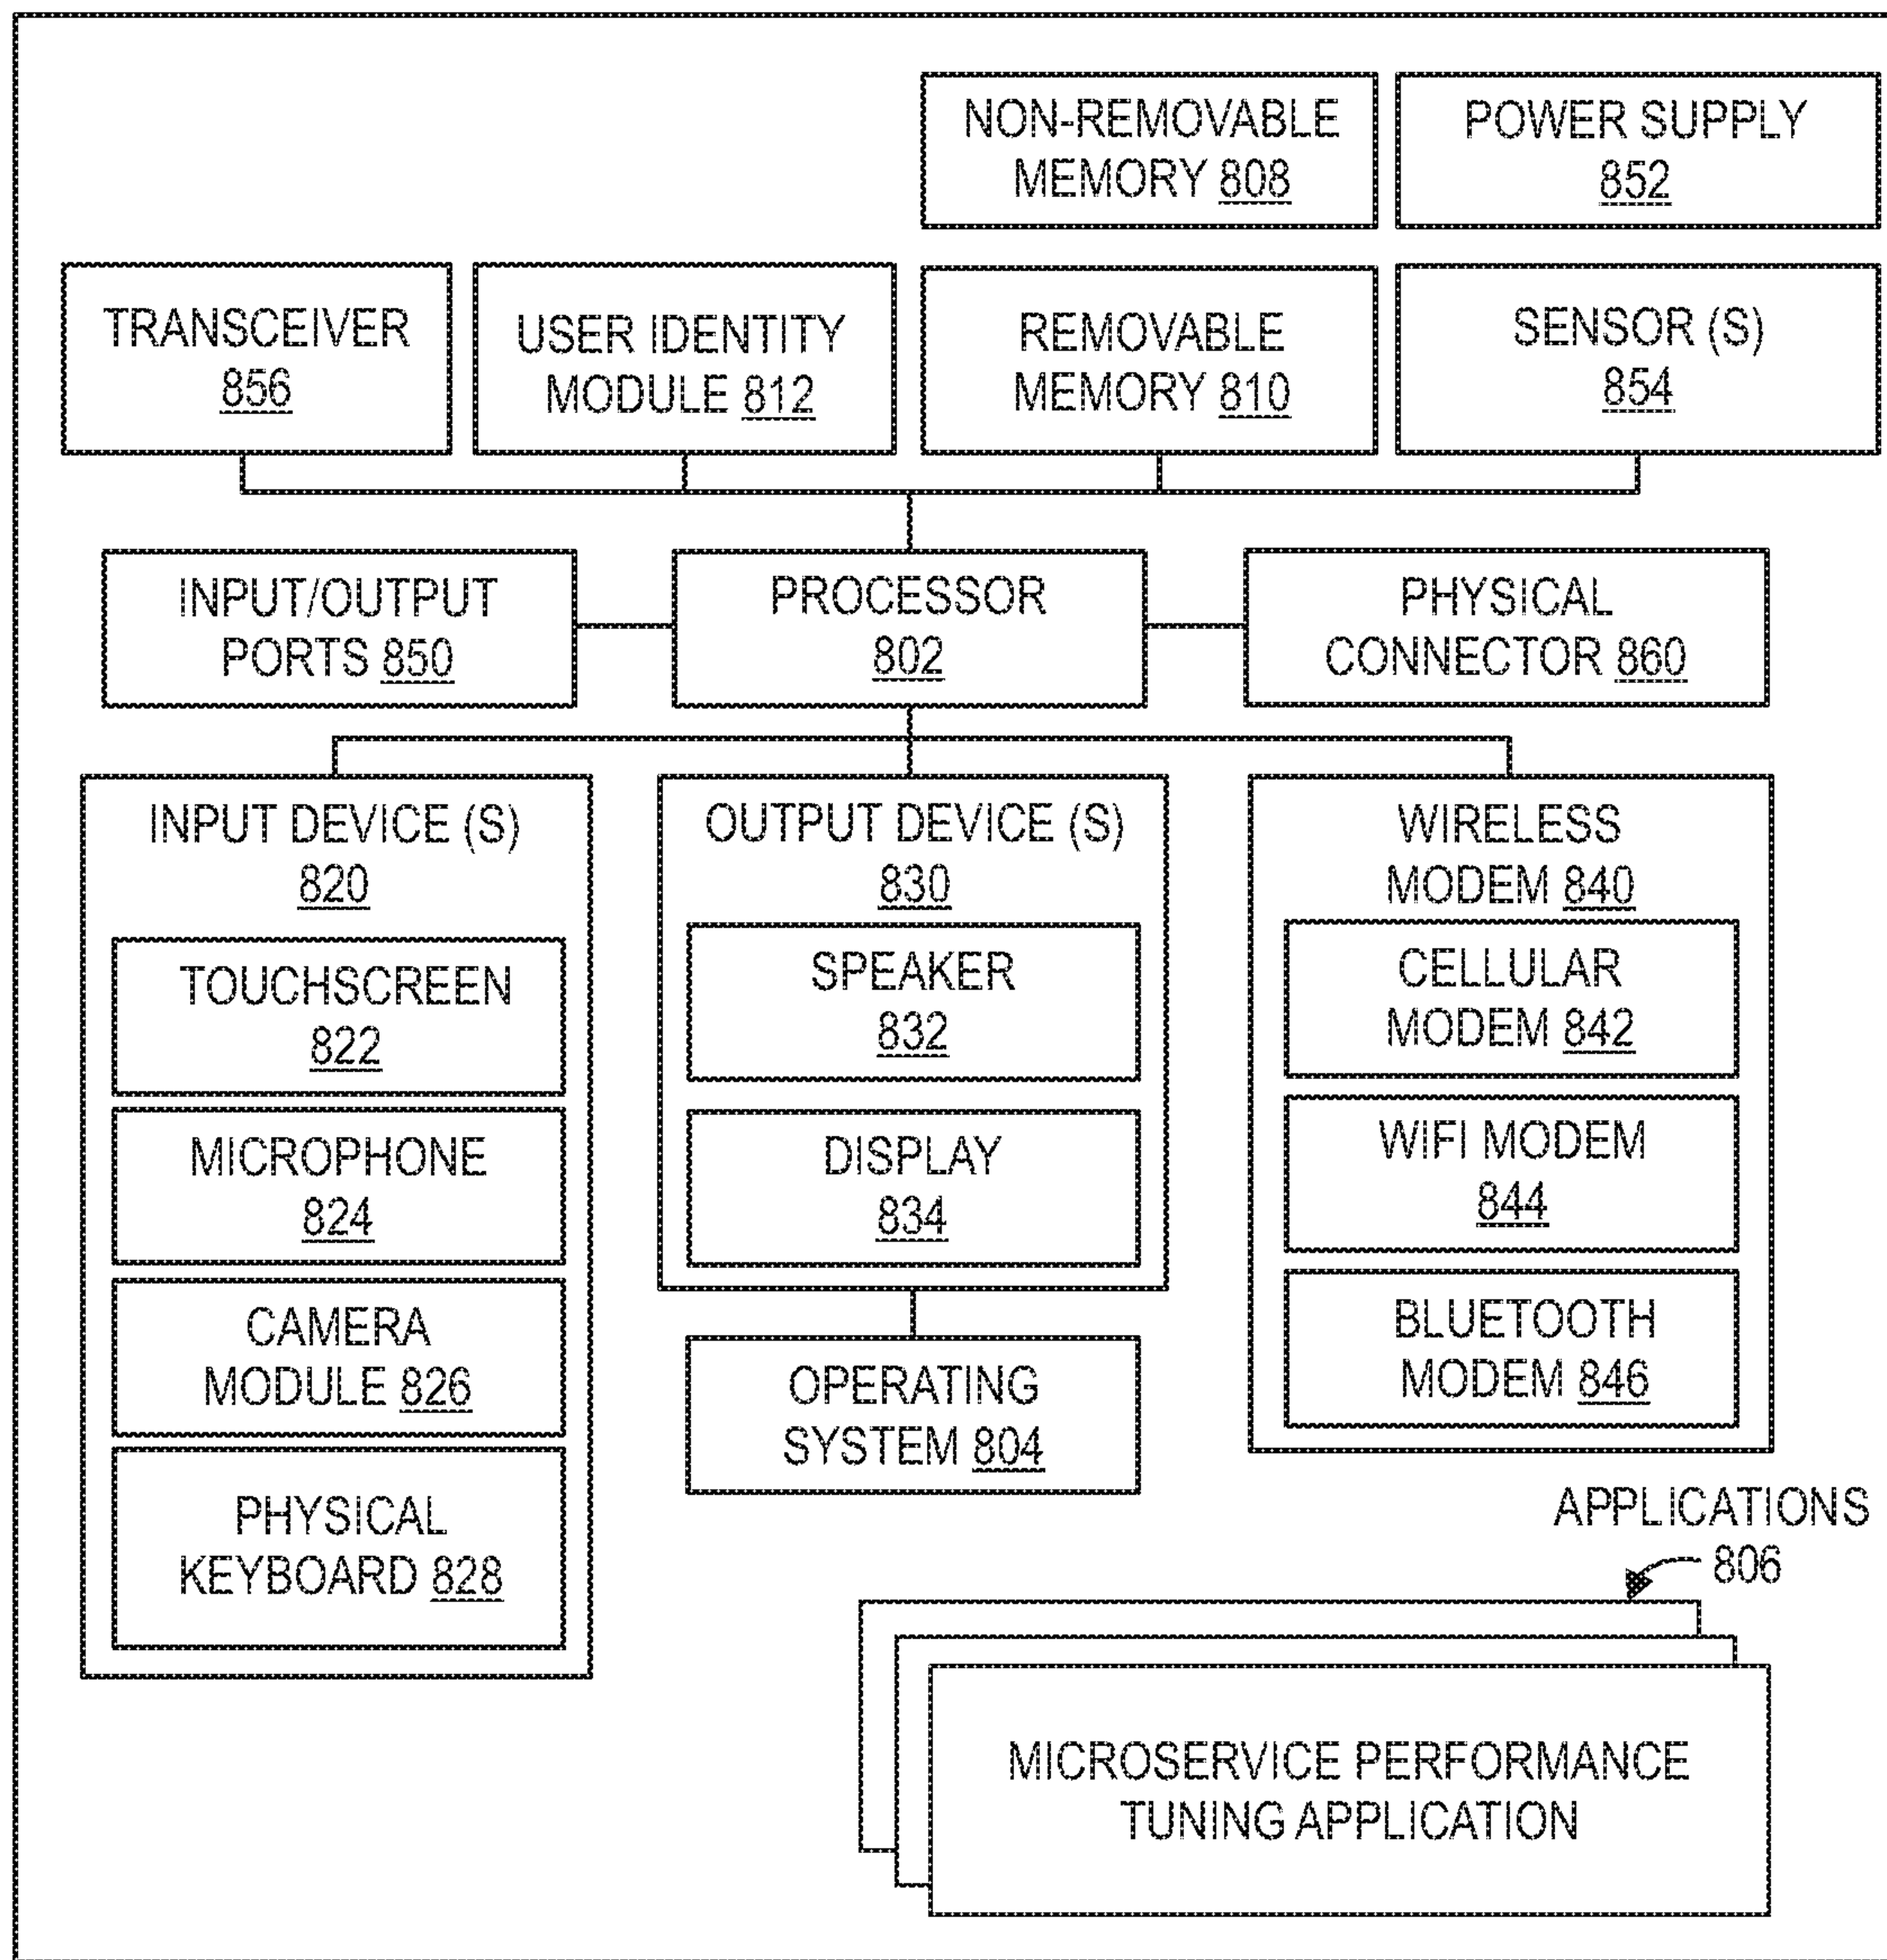 NON-REMOVABLE
MEMORY 808
POWER SUPPLY
852
TRANSCEIVER
856
USER IDENTITY
MODULE 812
REMOVABLE
MEMORY 810
SENSOR (S)
854
INPUT/OUTPUT
PORTS 850
PROCESSOR
802
PHYSICAL
CONNECTOR 860
INPUT DEVICE (S)
820
TOUCHSCREEN
822
MICROPHONE
824
CAMERA
MODULE 826
PHYSICAL
KEYBOARD 828
OUTPUT DEVICE (S)
830
SPEAKER
832
DISPLAY
834
OPERATING
SYSTEM 804
WIRELESS
MODEM 840
CELLULAR
MODEM 842
WIFI MODEM
844
BLUETOOTH
MODEM 846
APPLICATIONS
806
MICROSERVICE PERFORMANCE
TUNING APPLICATION